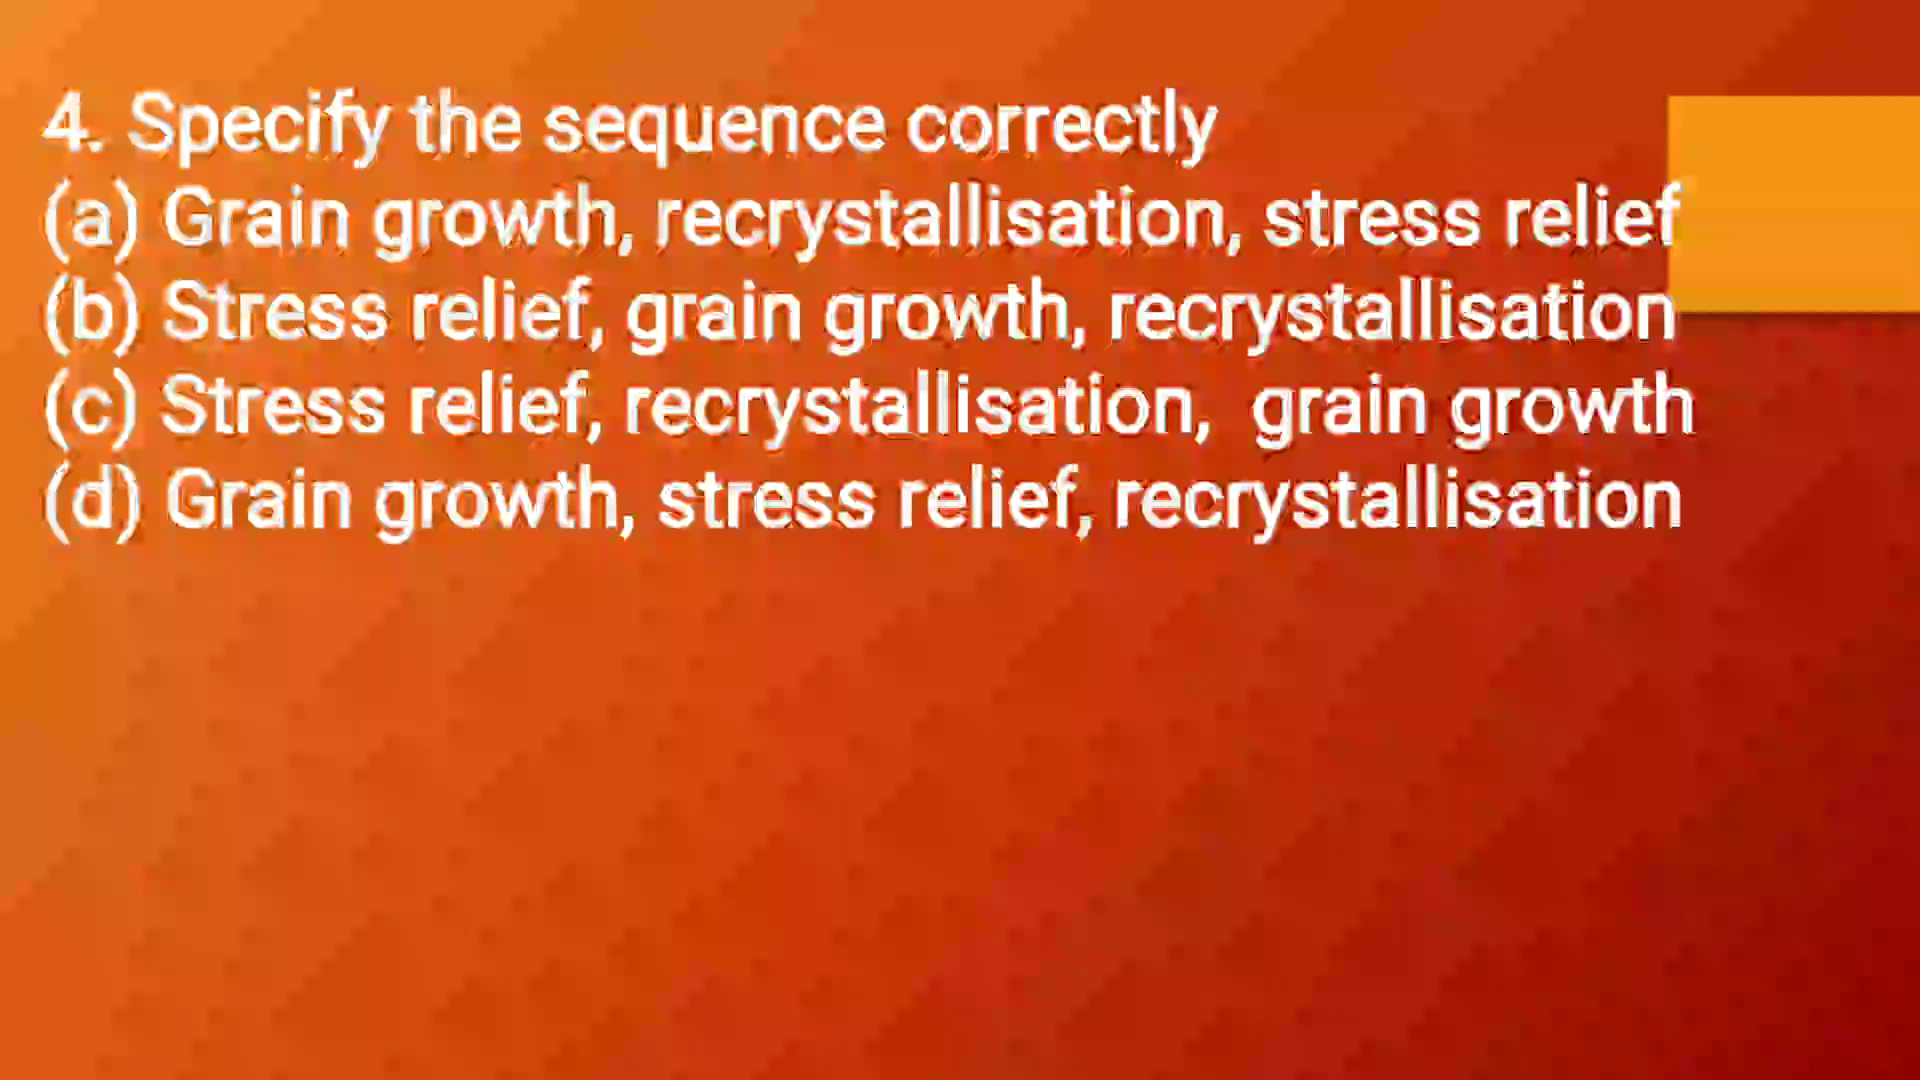 4. Specify the sequence correctly
(a) Grain growth, recrystallisation, stress relief
(b) Stress relief, grain growth, recrystallisation
(c) Stress relief, recrystallisation, grain growth
(d) Grain growth, stress relief, recrystallisation